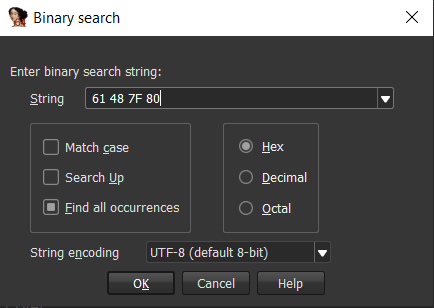 Binary search
Enter binary search string:
String 61 48 7F 80
Match case
Search Up
Find all occurrences
Hex
Decimal
Octal
String encoding UTF-8 (default 8-bit)
OK Cancel Help